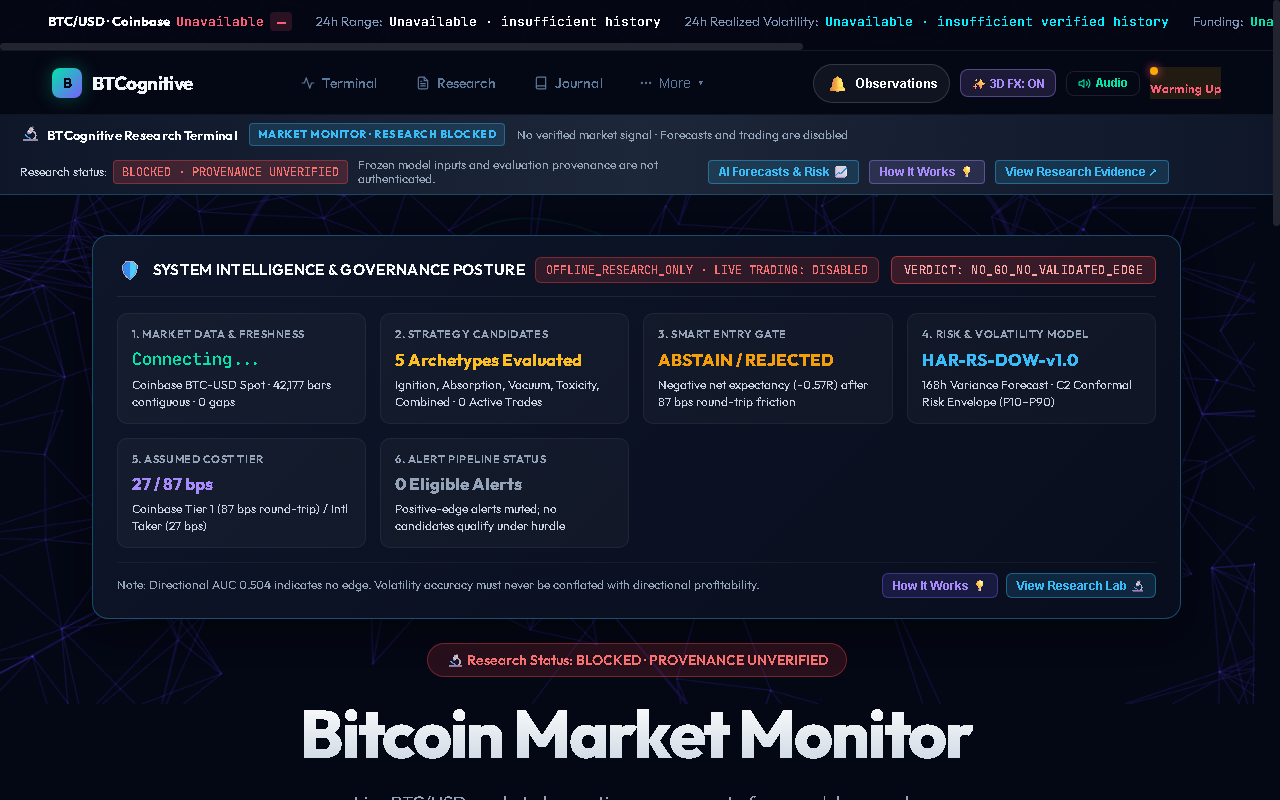 BTC/USD · Coinbase Unavailable — 24h Range: Unavailable · insufficient history 24h Realized Volatility: Unavailable · insufficient verified history Funding: Una
B BTCognitive Terminal Research Journal ··· More ▾ 🔔 Observations ✨ 3D FX: ON Audio Warming Up
🔬 BTCognitive Research Terminal MARKET MONITOR · RESEARCH BLOCKED No verified market signal · Forecasts and trading are disabled
Research status: BLOCKED · PROVENANCE UNVERIFIED Frozen model inputs and evaluation provenance are not
authenticated.
AI Forecasts & Risk 📈 How It Works 💡 View Research Evidence ↗
🛡️ SYSTEM INTELLIGENCE & GOVERNANCE POSTURE OFFLINE_RESEARCH_ONLY · LIVE TRADING: DISABLED VERDICT: NO_GO_NO_VALIDATED_EDGE
1. MARKET DATA & FRESHNESS
Connecting...
Coinbase BTC-USD Spot · 42,177 bars
contiguous · 0 gaps
2. STRATEGY CANDIDATES
5 Archetypes Evaluated
Ignition, Absorption, Vacuum, Toxicity,
Combined · 0 Active Trades
3. SMART ENTRY GATE
ABSTAIN / REJECTED
Negative net expectancy (-0.57R) after
87 bps round-trip friction
4. RISK & VOLATILITY MODEL
HAR-RS-DOW-v1.0
168h Variance Forecast · C2 Conformal
Risk Envelope (P10–P90)
5. ASSUMED COST TIER
27 / 87 bps
Coinbase Tier 1 (87 bps round-trip) / Intl
Taker (27 bps)
6. ALERT PIPELINE STATUS
0 Eligible Alerts
Positive-edge alerts muted; no
candidates qualify under hurdle
Note: Directional AUC 0.504 indicates no edge. Volatility accuracy must never be conflated with directional profitability.
How It Works 💡 View Research Lab 🔬
🔬 Research Status: BLOCKED · PROVENANCE UNVERIFIED
Bitcoin Market Monitor